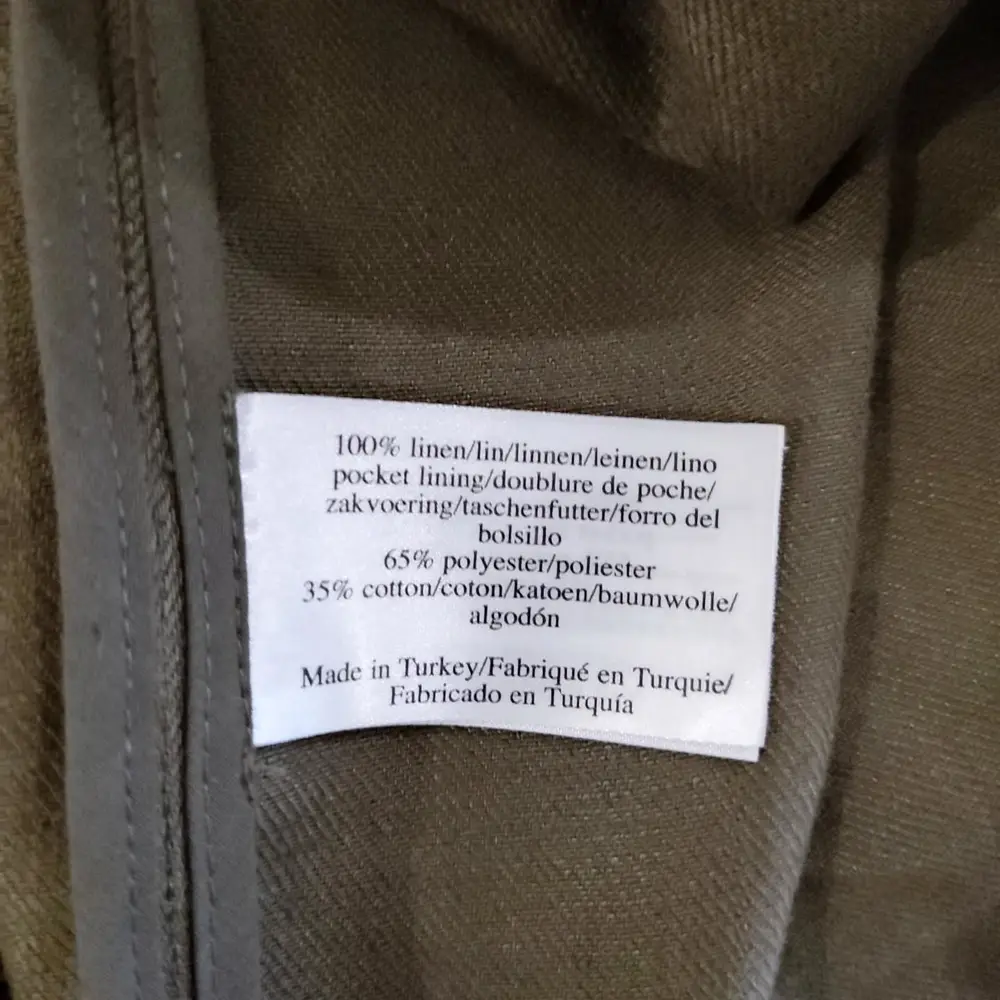 100% linen/lin/linnen/leinen/lino
pocket lining/doublure de poche/
zakvoering/taschenfutter/forro del
bolsillo
65% polyester/poliester
35% cotton/coton/katoen/baumwolle/
algodón
Made in Turkey/Fabriqué en Turquie/
Fabricado en Turquía